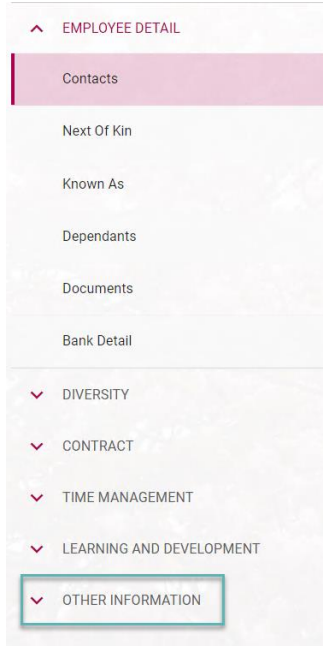 EMPLOYEE DETAIL
Contacts
Next Of Kin
Known As
Dependants
Documents
Bank Detail
DIVERSITY
CONTRACT
TIME MANAGEMENT
LEARNING AND DEVELOPMENT
OTHER INFORMATION